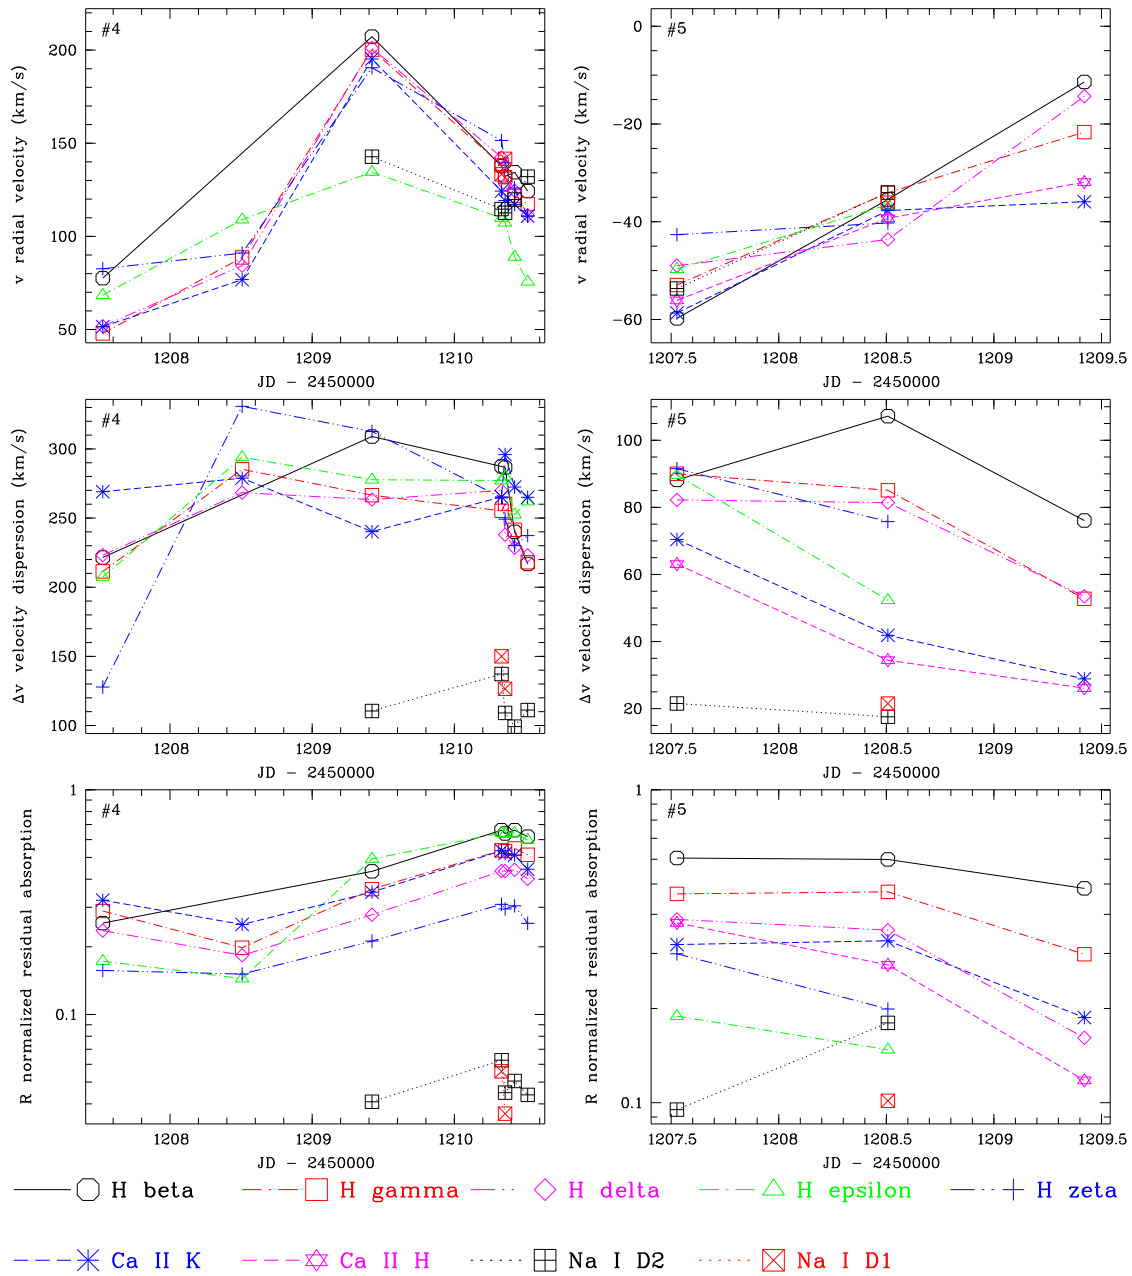 #4
v radial velocity (km/s)
200
150
100
50
1208 1209 1210
JD - 2450000
#5
v radial velocity (km/s)
0
-20
-40
-60
1207.5 1208 1208.5 1209 1209.5
JD - 2450000
#4
Δv velocity dispersoion (km/s)
300
250
200
150
100
1208 1209 1210
JD - 2450000
#5
Δv velocity dispersoion (km/s)
100
80
60
40
20
1207.5 1208 1208.5 1209 1209.5
JD - 2450000
#4
R normalized residual absorption
1
0.1
1208 1209 1210
JD - 2450000
#5
R normalized residual absorption
1
0.1
1207.5 1208 1208.5 1209 1209.5
JD - 2450000
H beta H gamma H delta H epsilon H zeta
Ca II K Ca II H Na I D2 Na I D1